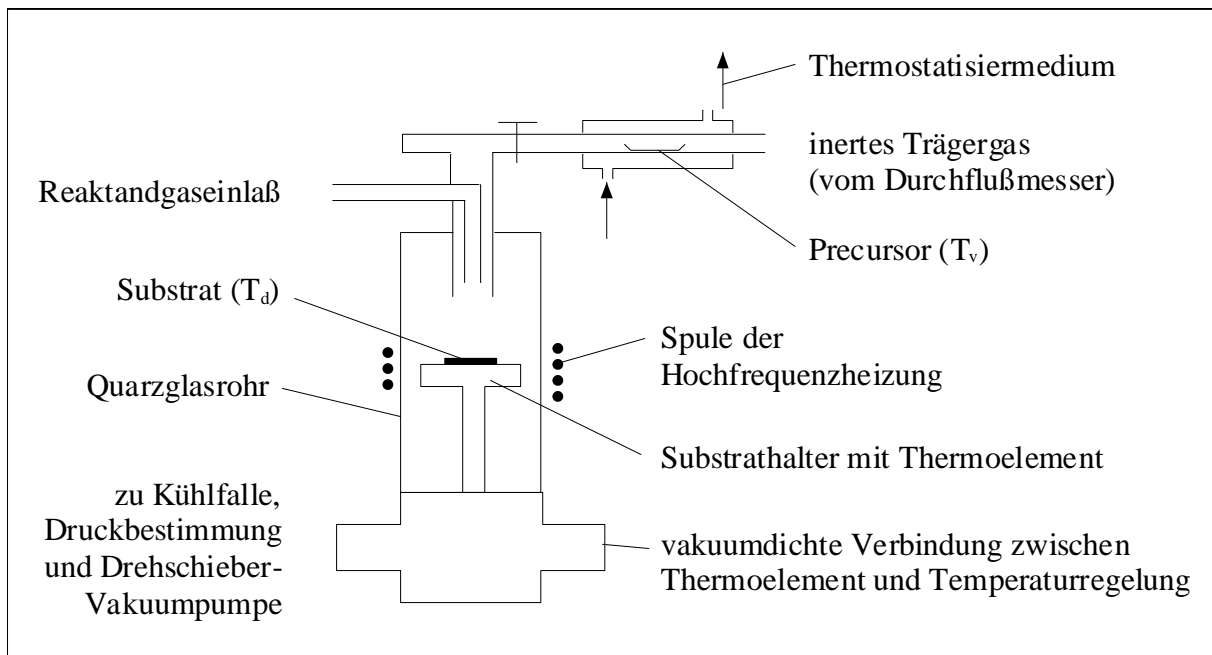 Thermostatisiermedium
inertes Trägergas
(vom Durchflußmesser)
Reaktandgaseinlaß
Precursor (Tᵥ)
Substrat (T_d)
Spule der
Hochfrequenzheizung
Quarzglasrohr
Substrathalter mit Thermoelement
zu Kühlfalle,
Druckbestimmung
und Drehschieber-
Vakuumpumpe
vakuumdichte Verbindung zwischen
Thermoelement und Temperaturregelung